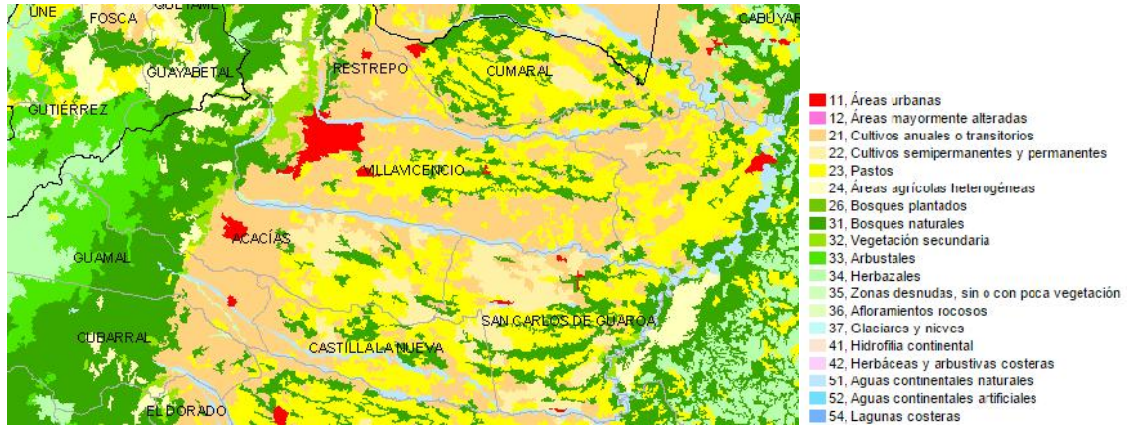 UNE
FOSCA
QUETAME
CABUYAR
GUAYABETAL
RESTREPO
CUMARAL
GUTIÉRREZ
VILLAVICENCIO
ACACÍAS
GUAMAL
SAN CARLOS DE GUAROA
CUBARRAL
CASTILLA LA NUEVA
EL DORADO
11, Áreas urbanas
12, Áreas mayormente alteradas
21, Cultivos anuales o transitorios
22, Cultivos semipermanentes y permanentes
23, Pastos
24, Áreas agrícolas heterogéneas
26, Bosques plantados
31, Bosques naturales
32, Vegetación secundaria
33, Arbustales
34, Herbazales
35, Zonas desnudas, sin o con poca vegetación
36, Afloramientos rocosos
37, Glaciares y nieves
41, Hidrofilia continental
42, Herbáceas y arbustivas costeras
51, Aguas continentales naturales
52, Aguas continentales artificiales
54, Lagunas costeras